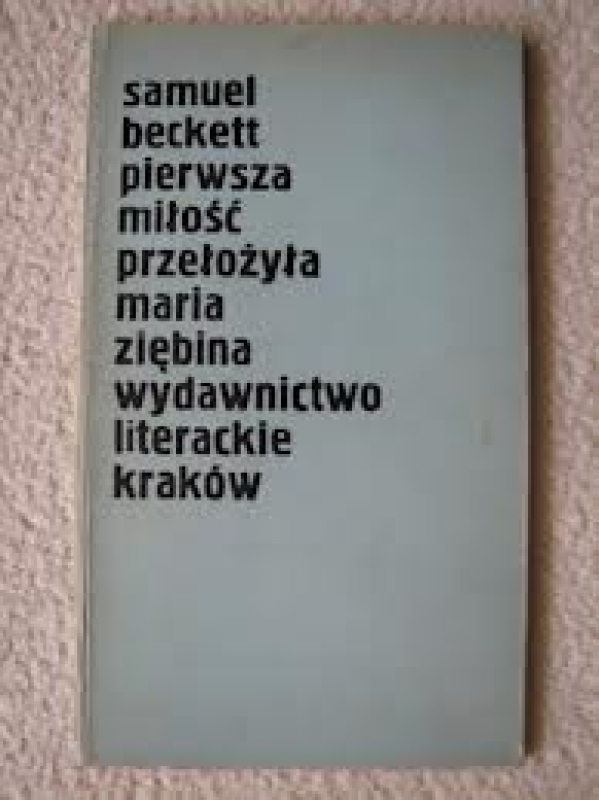 samuel
beckett
pierwsza
miłość
przełożyła
maria
ziębina
wydawnictwo
literackie
kraków